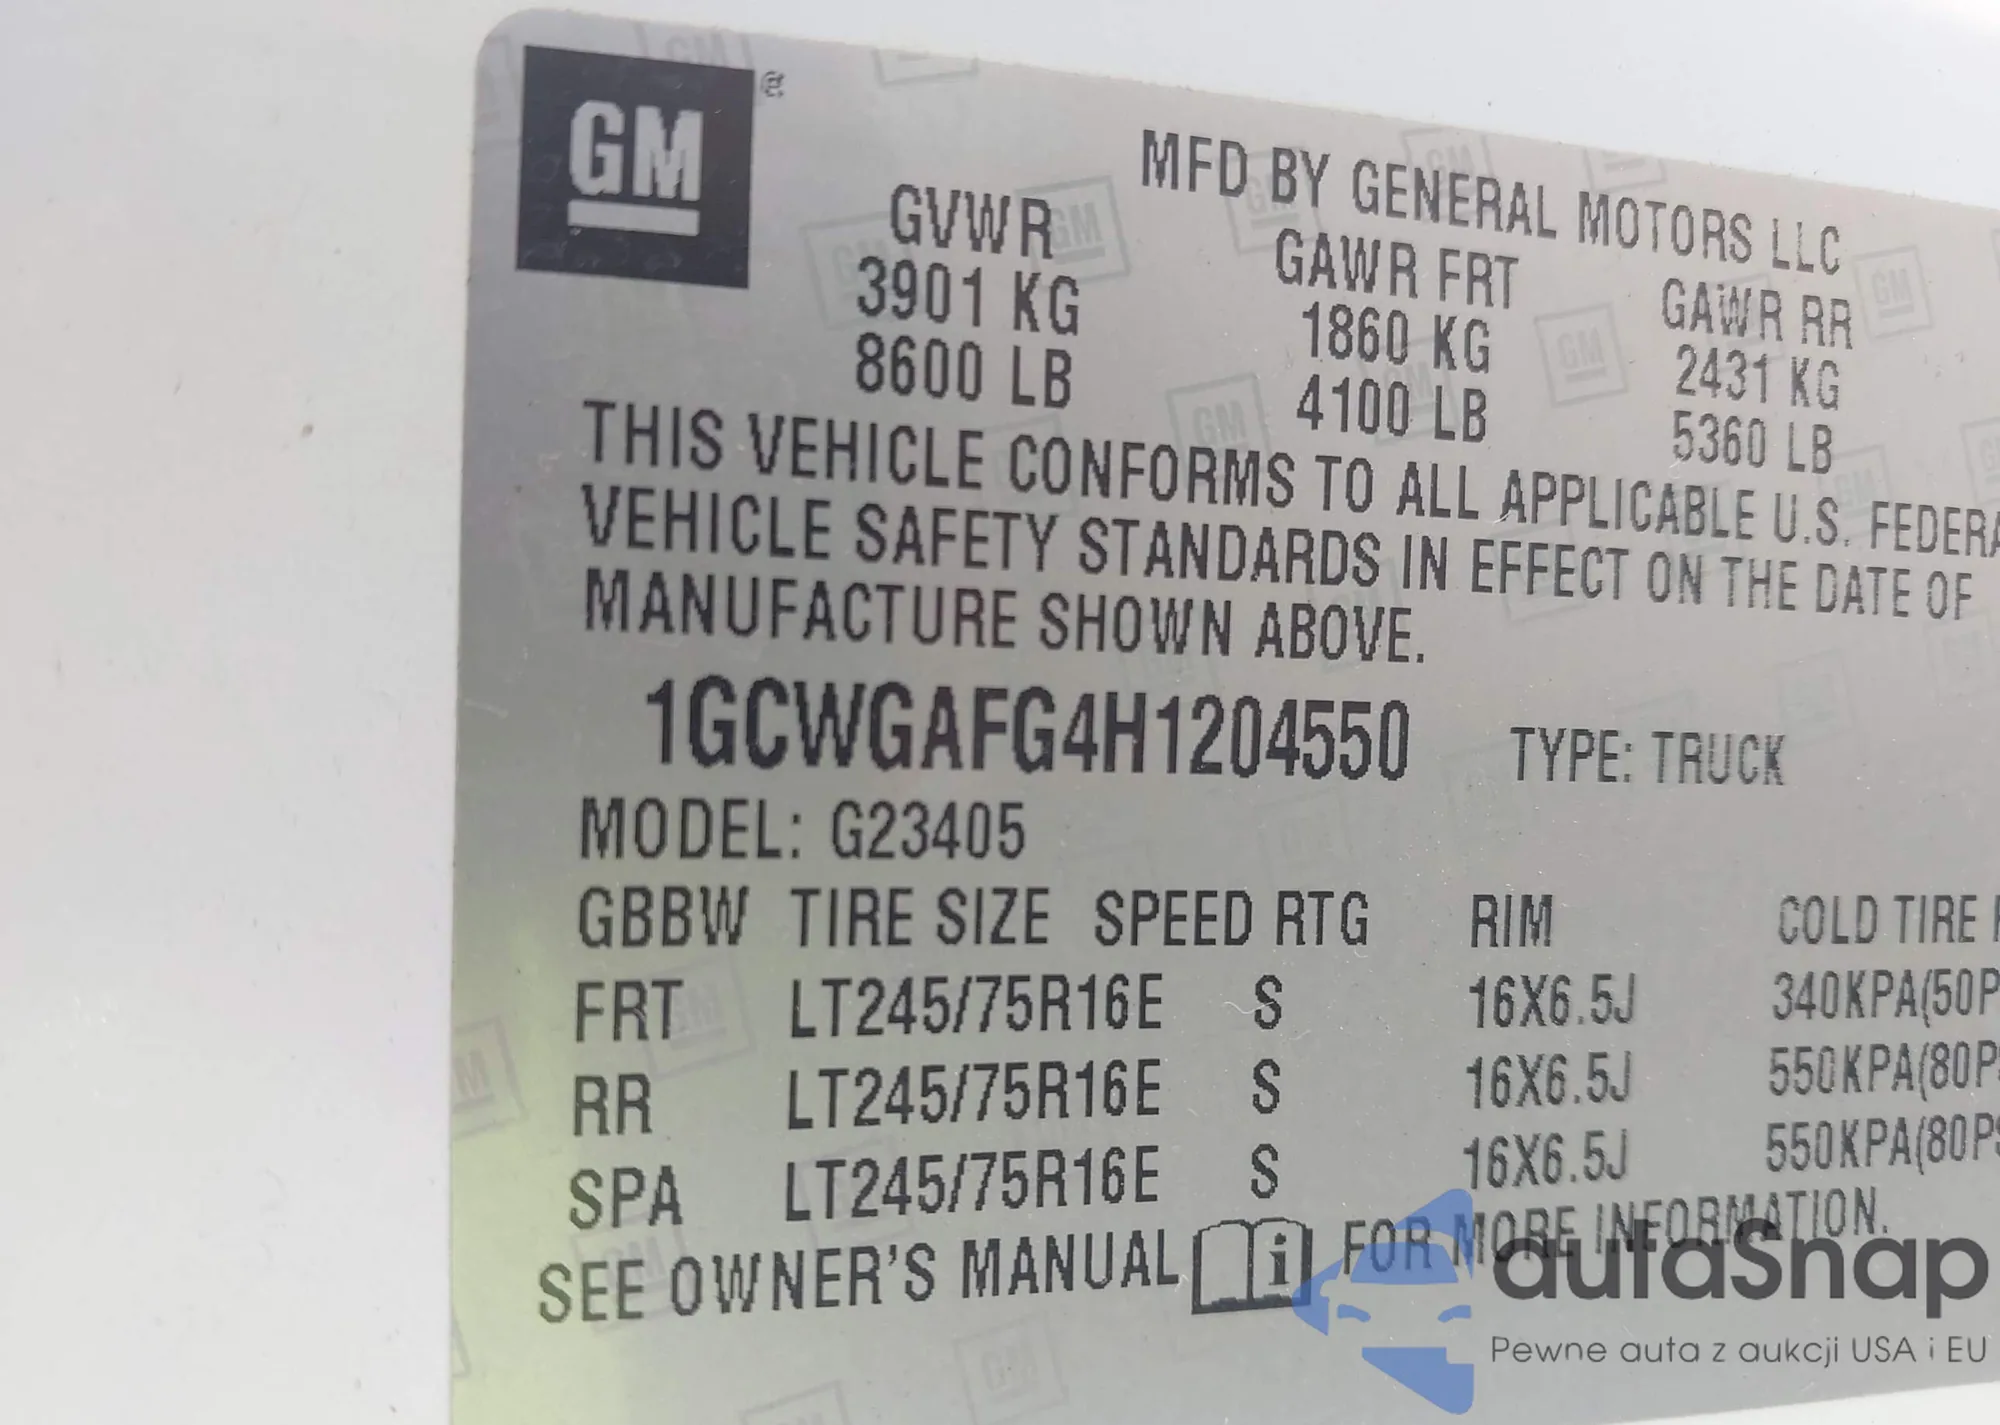 GM
MFD BY GENERAL MOTORS LLC
GVWR GAWR FRT GAWR RR
3901 KG 1860 KG 2431 KG
8600 LB 4100 LB 5360 LB
THIS VEHICLE CONFORMS TO ALL APPLICABLE U.S. FEDERA
VEHICLE SAFETY STANDARDS IN EFFECT ON THE DATE OF
MANUFACTURE SHOWN ABOVE.
1GCWGAFG4H1204550 TYPE: TRUCK
MODEL: G23405
GBBW TIRE SIZE SPEED RTG RIM COLD TIRE
FRT LT245/75R16E S 16X6.5J 340KPA(50P
RR LT245/75R16E S 16X6.5J 550KPA(80P
SPA LT245/75R16E S 16X6.5J 550KPA(80PS
SEE OWNER'S MANUAL i FOR MORE INFORMATION.
autaSnap
Pewne auta z aukcji USA i EU